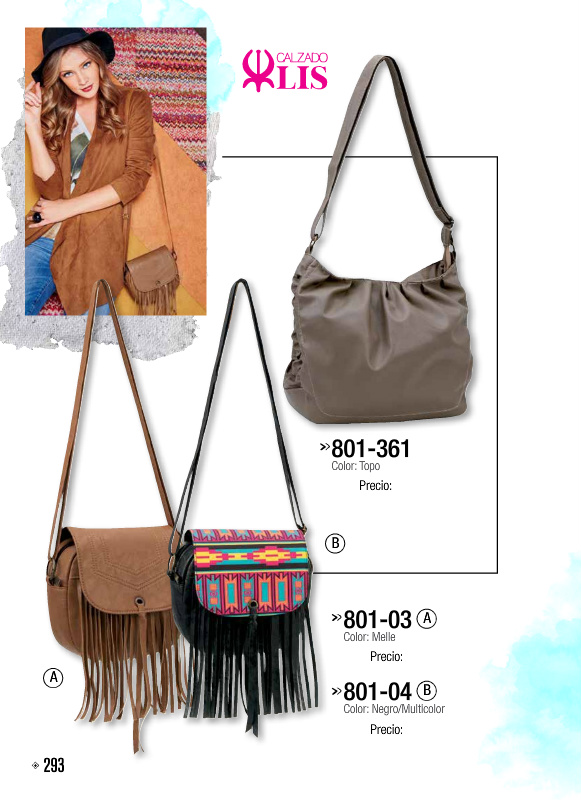 CALZADO
LIS
»801-361
Color: Topo
Precio:
B
»801-03 A
Color: Melle
Precio:
A
»801-04 B
Color: Negro/Multicolor
Precio:
293